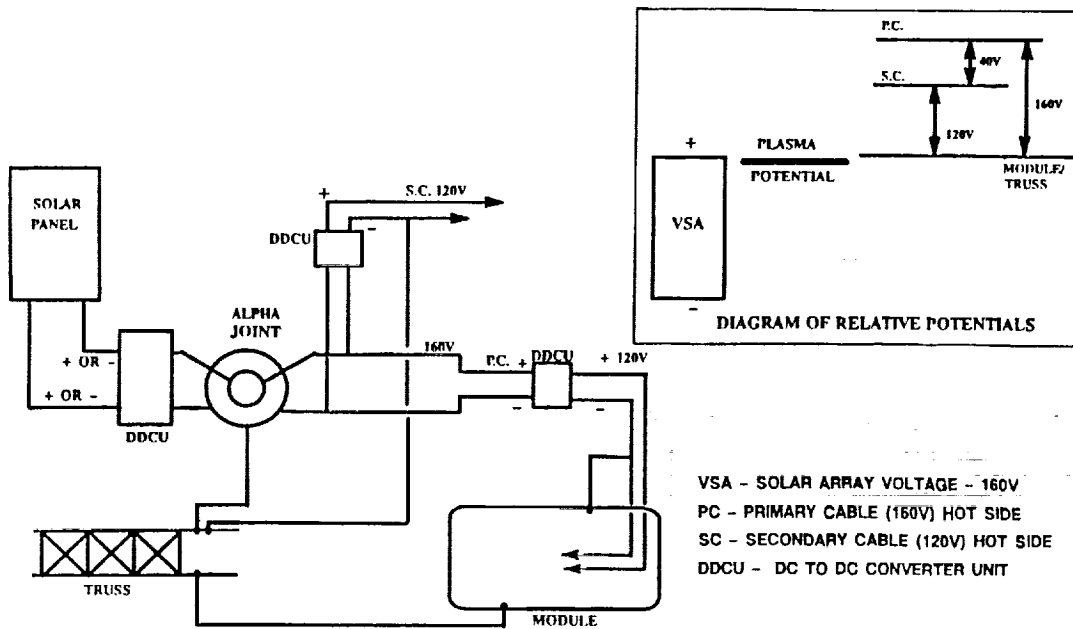 P.C.
40V
S.C.
160V
120V
+
PLASMA
POTENTIAL
MODULE/
TRUSS
VSA
–
DIAGRAM OF RELATIVE POTENTIALS
SOLAR
PANEL
+
S.C. 120V
–
DDCU
ALPHA
JOINT
160V
P.C.
+
DDCU
+ 120V
+ OR -
+ OR -
–
–
DDCU
TRUSS
MODULE
VSA – SOLAR ARRAY VOLTAGE – 160V
PC – PRIMARY CABLE (160V) HOT SIDE
SC – SECONDARY CABLE (120V) HOT SIDE
DDCU – DC TO DC CONVERTER UNIT